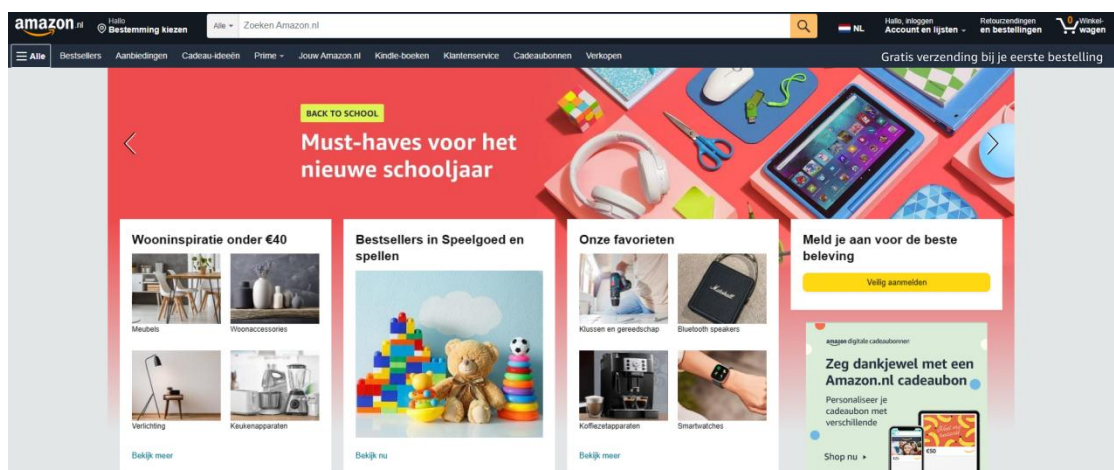 amazon.nl
Hallo
Bestemming kiezen
Alle
Zoeken Amazon.nl
NL
Hallo, inloggen
Account en lijsten
Retourzendingen
en bestellingen
0
Winkel-
wagen
Alle
Bestsellers
Aanbiedingen
Cadeau-ideeën
Prime
Jouw Amazon.nl
Kindle-boeken
Klantenservice
Cadeaubonnen
Verkopen
Gratis verzending bij je eerste bestelling
BACK TO SCHOOL
Must-haves voor het
nieuwe schooljaar
Wooninspiratie onder €40
Meubels
Woonaccessories
Verlichting
Keukenapparaten
Bekijk meer
Bestsellers in Speelgoed en
spellen
Bekijk nu
Onze favorieten
Klussen en gereedschap
Bluetooth speakers
Marshall
Koffiezetapparaten
Smartwatches
Bekijk meer
Meld je aan voor de beste
beleving
Veilig aanmelden
amazon digitale cadeaubonnen
Zeg dankjewel met een
Amazon.nl cadeaubon
Personaliseer je
cadeaubon met
verschillende
Shop nu
€50